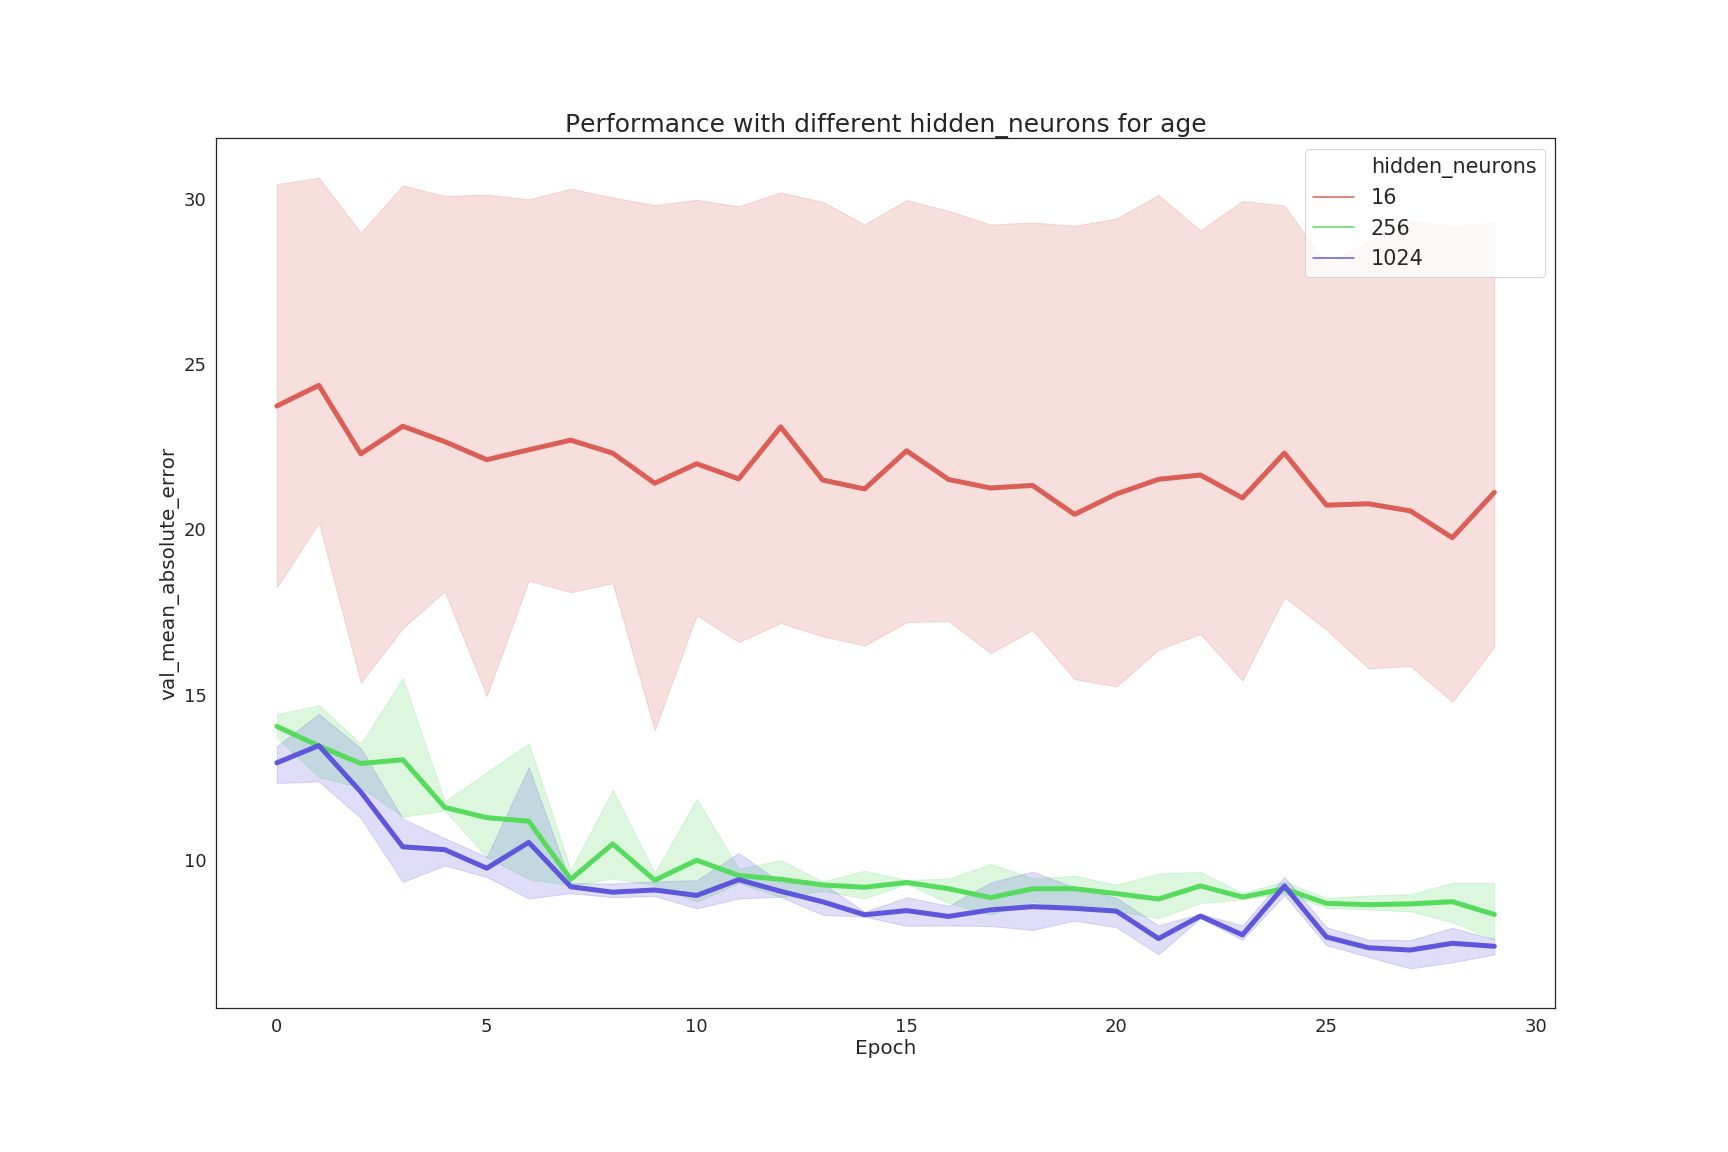 Performance with different hidden_neurons for age
hidden_neurons
16
256
1024
30
25
20
15
10
val_mean_absolute_error
0 5 10 15 20 25 30
Epoch